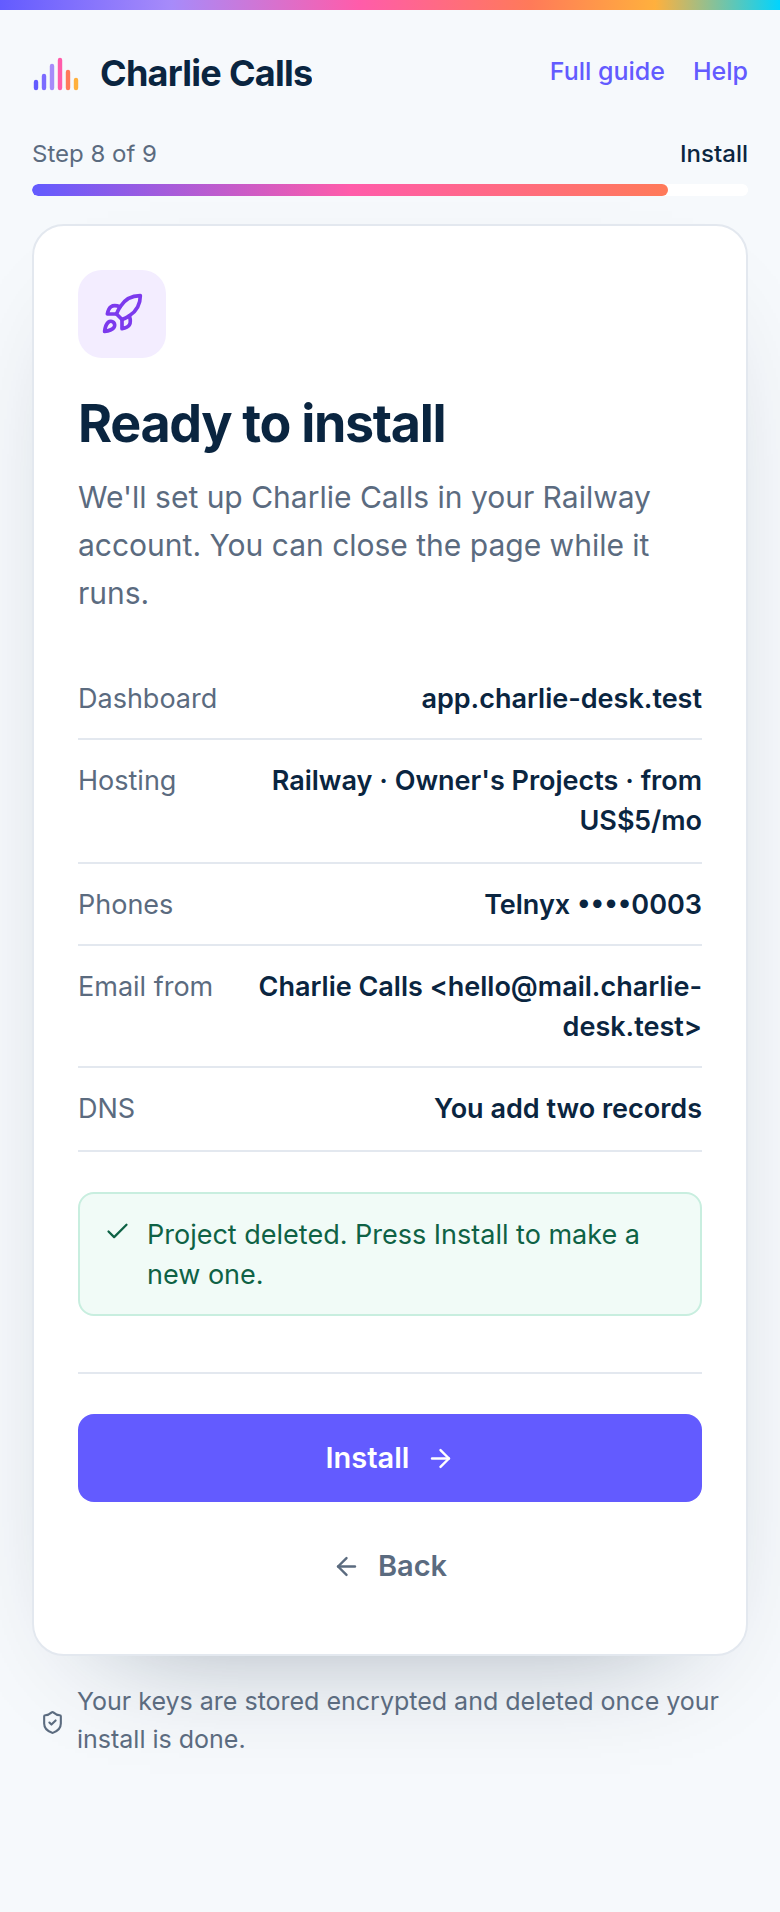 Charlie Calls
Full guide
Help
Step 8 of 9
Install
Ready to install
We'll set up Charlie Calls in your Railway
account. You can close the page while it
runs.
Dashboard
app.charlie-desk.test
Hosting
Railway · Owner's Projects · from
US$5/mo
Phones
Telnyx ••••0003
Email from
Charlie Calls <hello@mail.charlie-
desk.test>
DNS
You add two records
Project deleted. Press Install to make a
new one.
Install →
← Back
Your keys are stored encrypted and deleted once your
install is done.